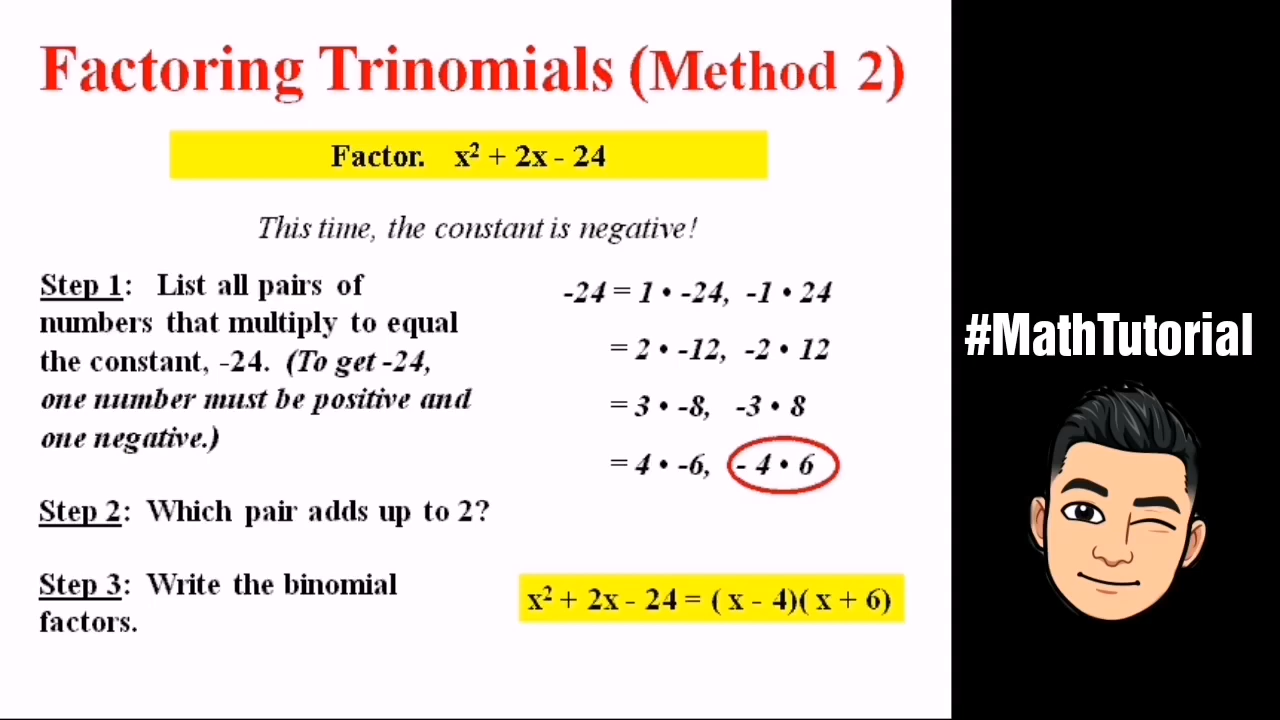 Factoring Trinomials (Method 2)
Factor. x² + 2x - 24
This time, the constant is negative!
Step 1: List all pairs of
numbers that multiply to equal
the constant, -24. (To get -24,
one number must be positive and
one negative.)
-24 = 1 • -24, -1 • 24
= 2 • -12, -2 • 12
= 3 • -8, -3 • 8
= 4 • -6, - 4 • 6
Step 2: Which pair adds up to 2?
Step 3: Write the binomial
factors.
x² + 2x - 24 = ( x - 4)( x + 6)
#MathTutorial